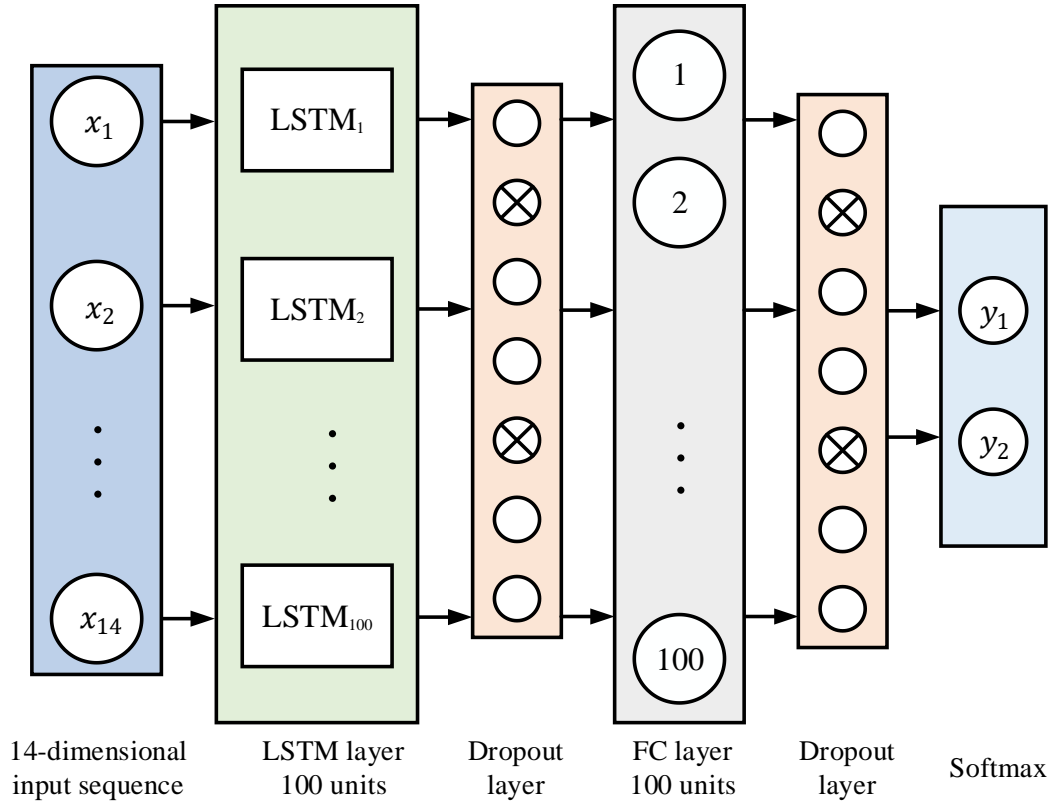 x₁
x₂
x₁₄
LSTM₁
LSTM₂
LSTM₁₀₀
1
2
100
y₁
y₂
14-dimensional
input sequence
LSTM layer
100 units
Dropout
layer
FC layer
100 units
Dropout
layer
Softmax